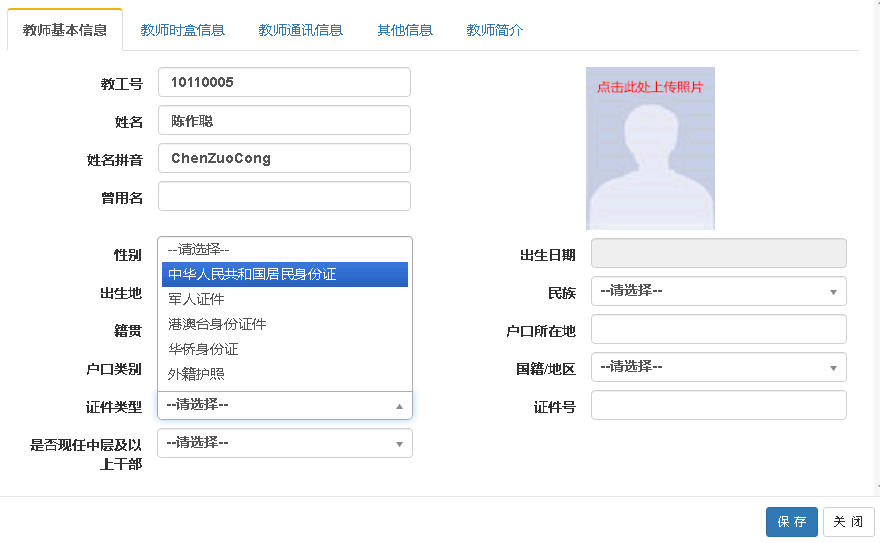 教师基本信息 教师时盒信息 教师通讯信息 其他信息 教师简介
教工号 10110005
点击此处上传照片
姓名 陈作聪
姓名拼音 ChenZuoCong
曾用名
性别 --请选择-- 出生日期
中华人民共和国居民身份证
出生地 军人证件 民族 --请选择--
籍贯 港澳台身份证件 户口所在地
华侨身份证
户口类别 外籍护照 国籍/地区 --请选择--
证件类型 --请选择-- 证件号
是否现任中层及以 --请选择--
上干部
保 存 关 闭